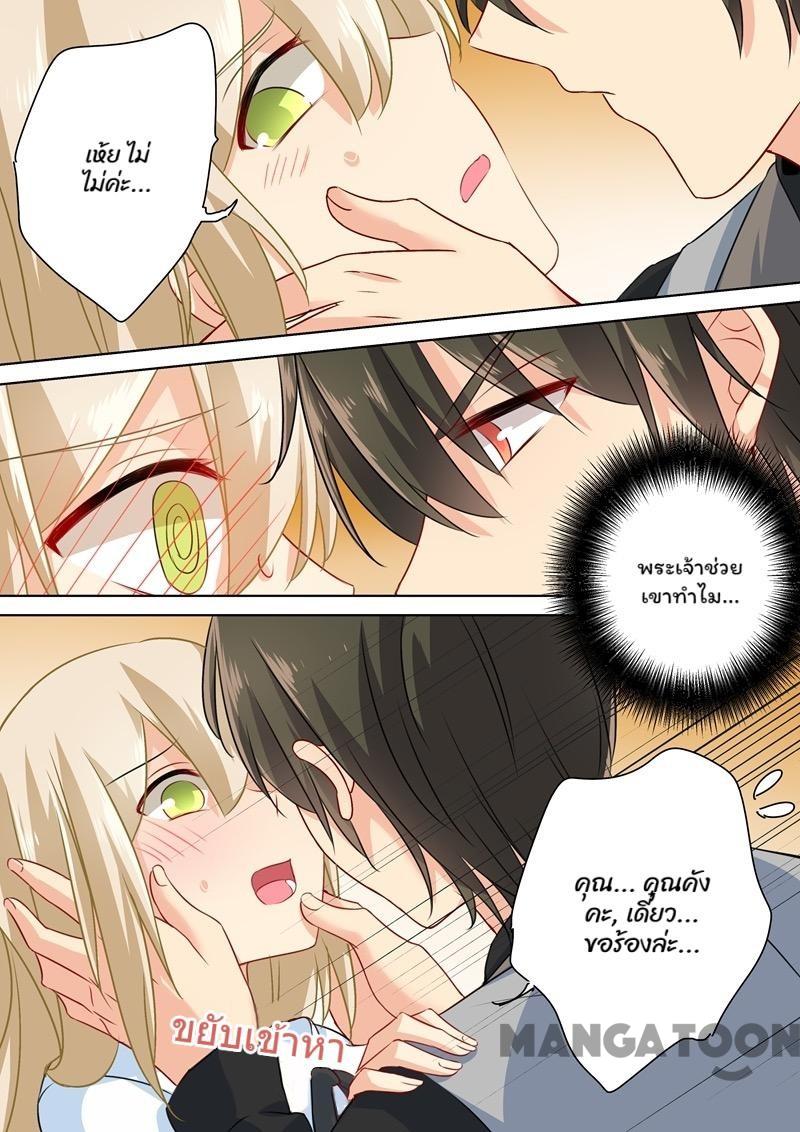 เห้ย ไม่
ไม่ค่ะ...
พระเจ้าช่วย
เขาทำไม...
คุณ... คุณคัง
คะ, เดี๋ยว...
ขอร้องล่ะ...
ขยับเข้าหา
MANGATOON